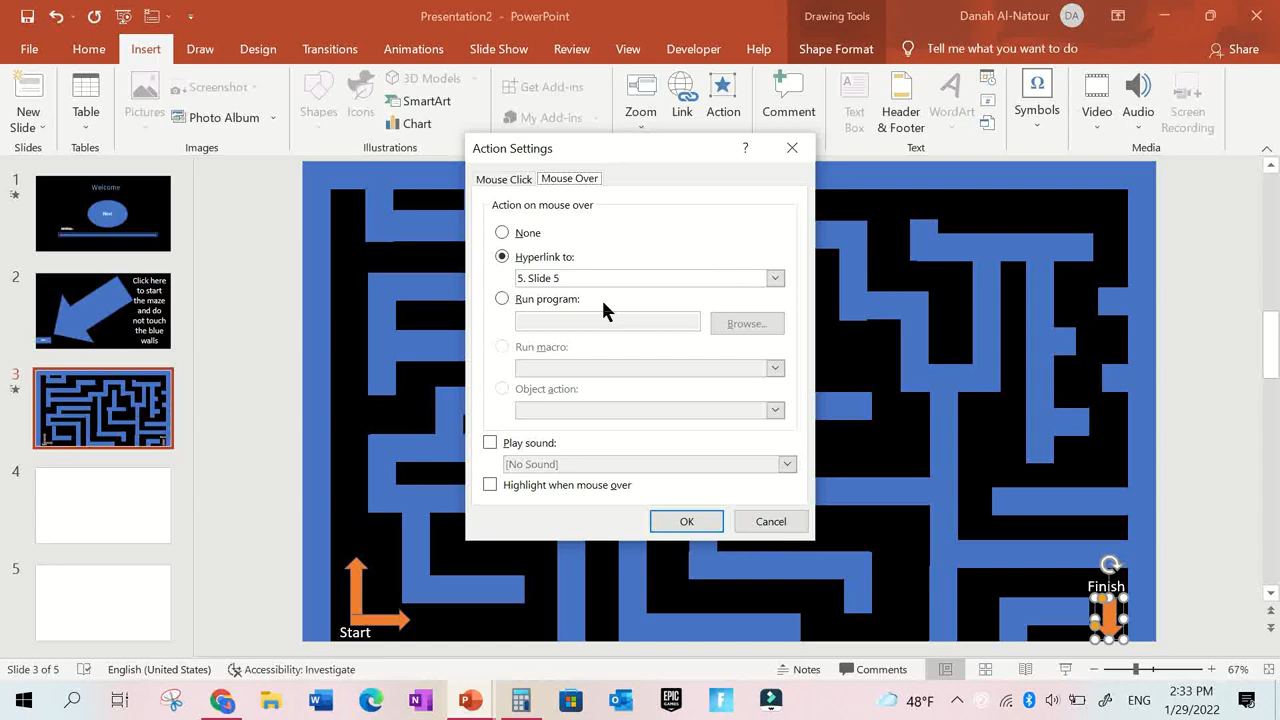 Presentation2 - PowerPoint
Drawing Tools
Danah Al-Natour
DA
File
Home
Insert
Draw
Design
Transitions
Animations
Slide Show
Review
View
Developer
Help
Shape Format
Tell me what you want to do
Share
New
Slide
Slides
Table
Tables
Pictures
Screenshot
Photo Album
Images
Shapes
Icons
3D Models
SmartArt
Chart
Illustrations
Get Add-ins
My Add-ins
Zoom
Link
Action
Comment
Text
Box
Header
& Footer
WordArt
Text
Symbols
Video
Audio
Screen
Recording
Media
Action Settings
?
Mouse Click
Mouse Over
Action on mouse over
None
Hyperlink to:
5. Slide 5
Run program:
Browse...
Run macro:
Object action:
Play sound:
[No Sound]
Highlight when mouse over
OK
Cancel
1
Welcome
Next
2
Click here
to start
the maze
and do
not touch
the blue
walls
3
4
5
Start
Finish
Slide 3 of 5
English (United States)
Accessibility: Investigate
Notes
Comments
67%
48°F
ENG
2:33 PM
1/29/2022
EPIC
GAMES